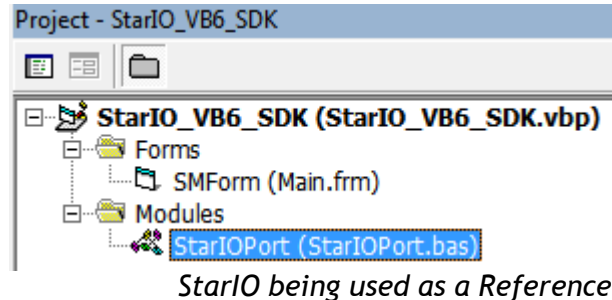 Project - StarIO_VB6_SDK
StarIO_VB6_SDK (StarIO_VB6_SDK.vbp)
Forms
SMForm (Main.frm)
Modules
StarIOPort (StarIOPort.bas)
StarIO being used as a Reference